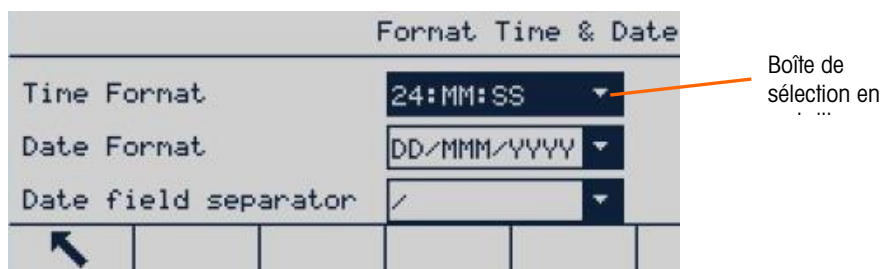 Format Time & Date
Time Format
24:MM:SS
Date Format
DD/MMM/YYYY
Date field separator
/
Boîte de
sélection en